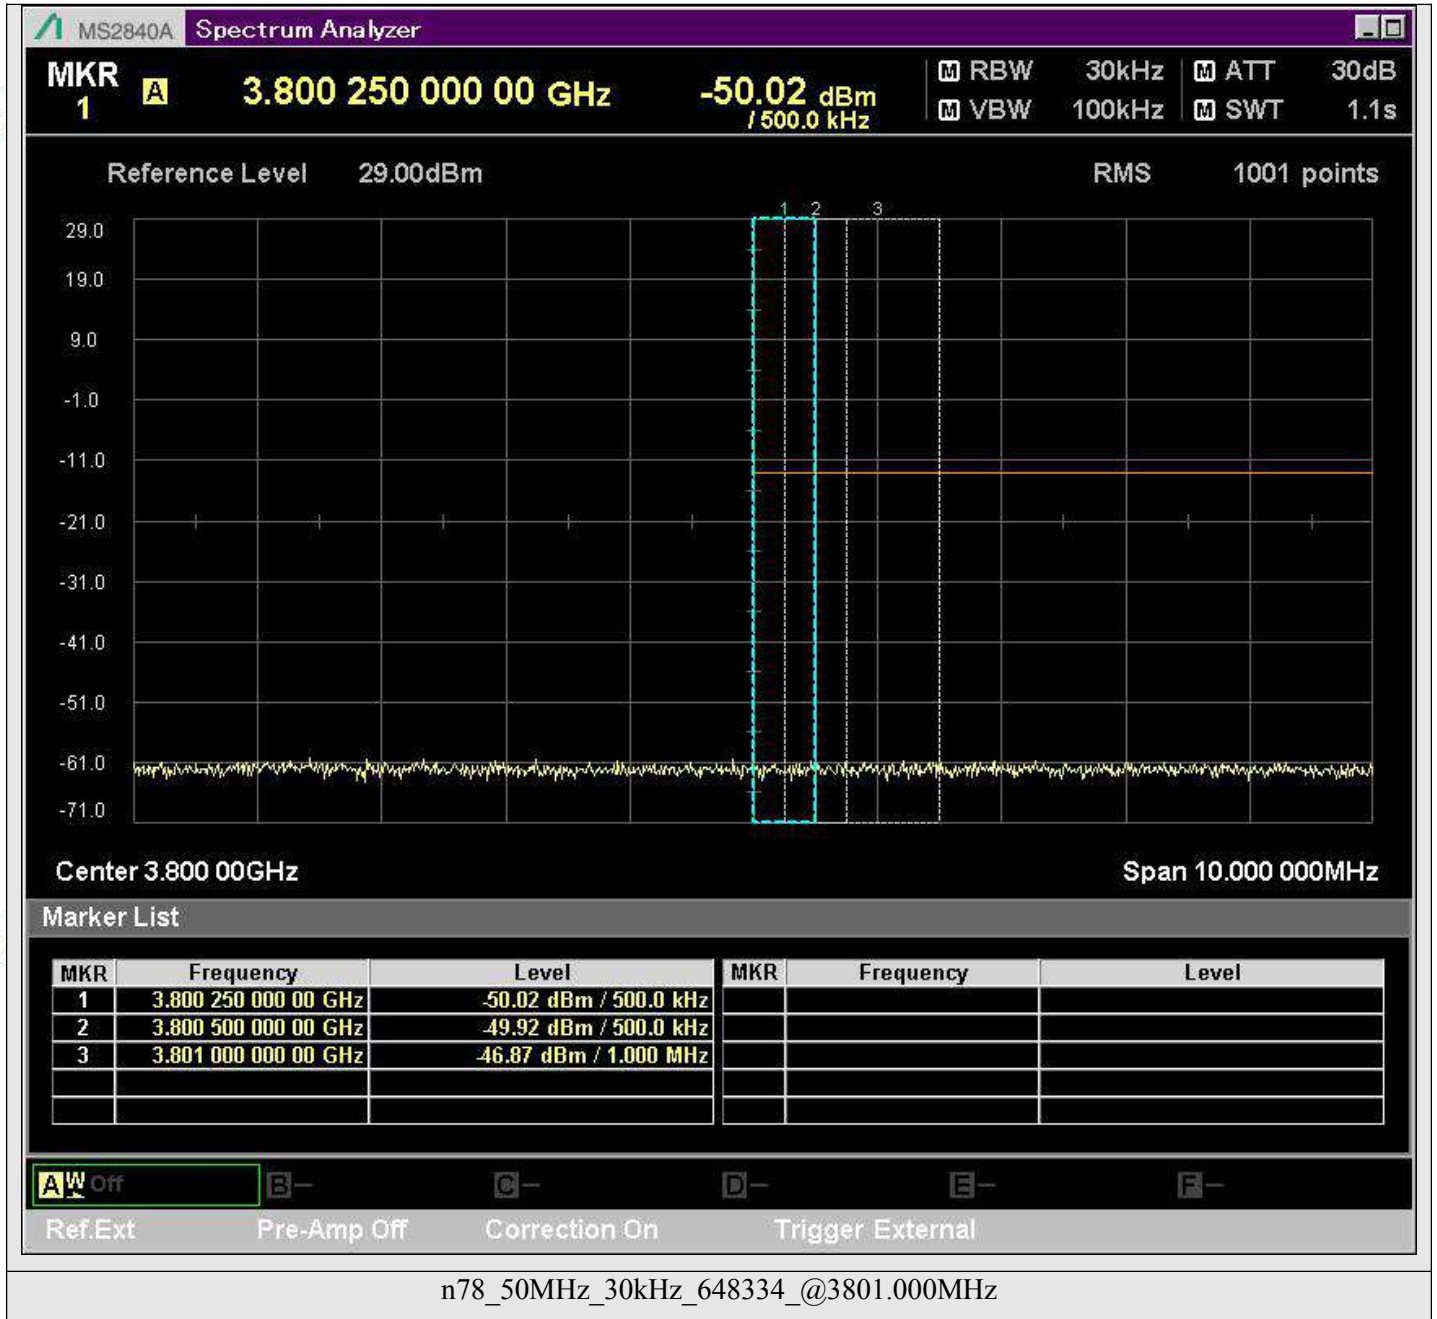 MS2840A Spectrum Analyzer
MKR 1 A 3.800 250 000 00 GHz -50.02 dBm / 500.0 kHz
M RBW 30kHz M ATT 30dB
M VBW 100kHz M SWT 1.1s
Reference Level 29.00dBm RMS 1001 points
1 2 3
29.0
19.0
9.0
-1.0
-11.0
-21.0
-31.0
-41.0
-51.0
-61.0
-71.0
Center 3.800 00GHz Span 10.000 000MHz
Marker List
MKR Frequency Level MKR Frequency Level
1 3.800 250 000 00 GHz -50.02 dBm / 500.0 kHz
2 3.800 500 000 00 GHz -49.92 dBm / 500.0 kHz
3 3.801 000 000 00 GHz -46.87 dBm / 1.000 MHz
A W Off B - C - D - E - F -
Ref.Ext Pre-Amp Off Correction On Trigger External
n78_50MHz_30kHz_648334_@3801.000MHz